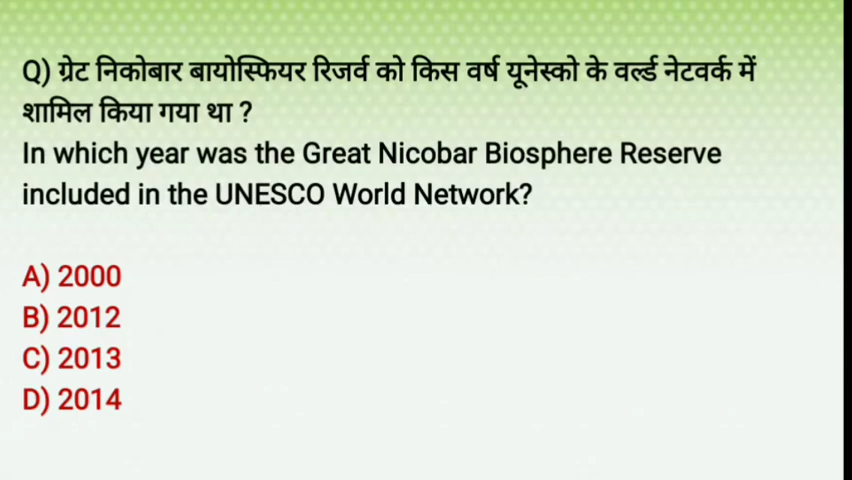 Q) ग्रेट निकोबार बायोस्फियर रिजर्व को किस वर्ष यूनेस्को के वर्ल्ड नेटवर्क में
शामिल किया गया था ?
In which year was the Great Nicobar Biosphere Reserve
included in the UNESCO World Network?
A) 2000
B) 2012
C) 2013
D) 2014